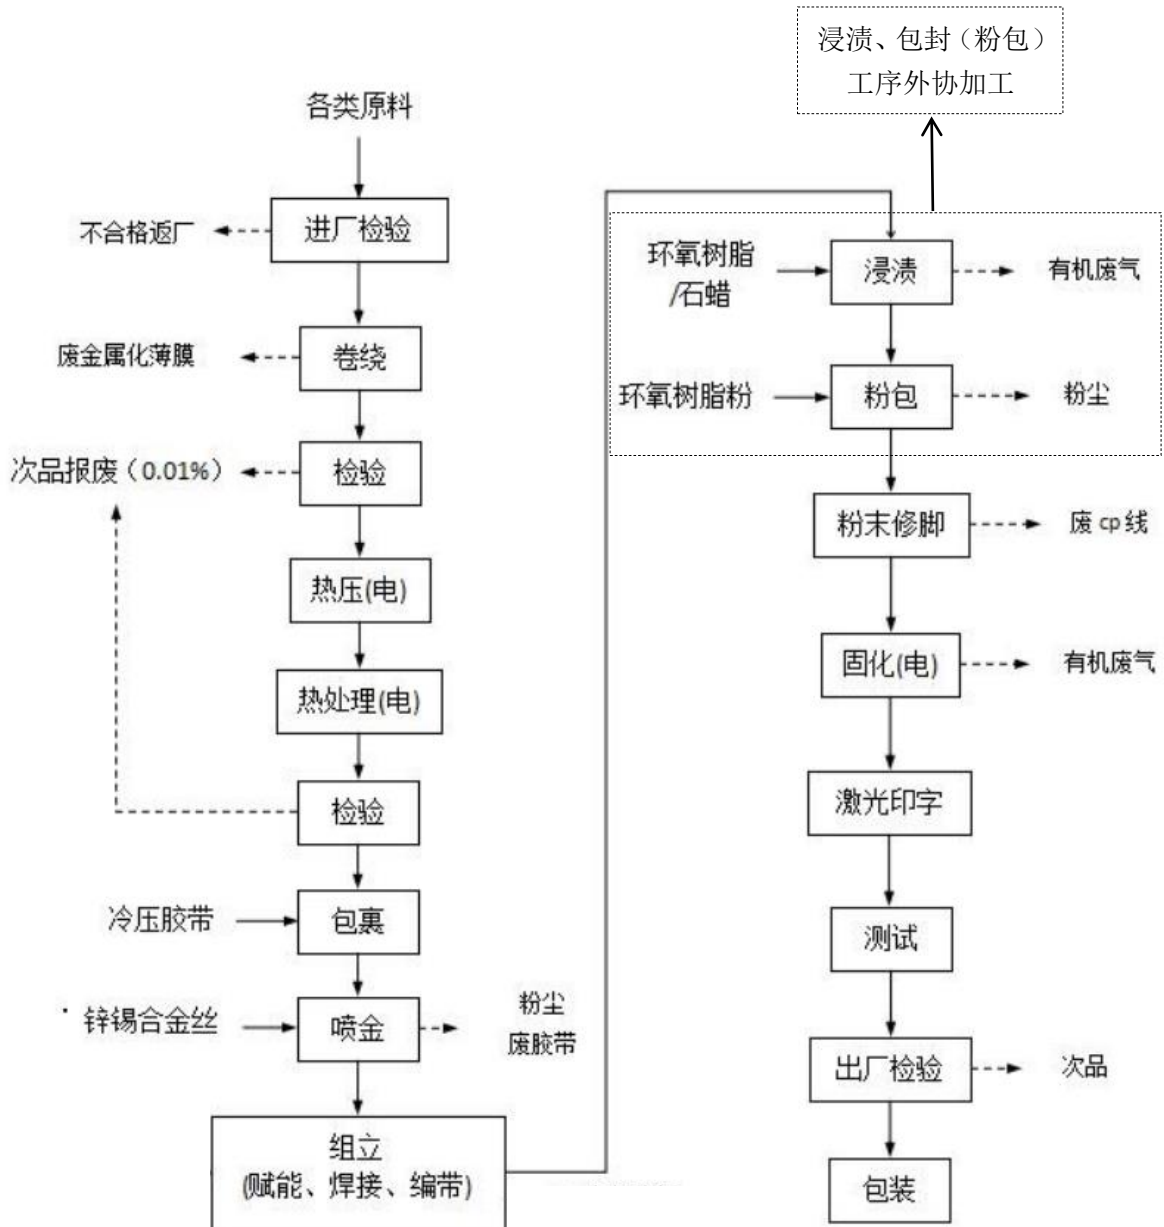 浸渍、包封（粉包）
工序外协加工
各类原料
进厂检验
不合格返厂
卷绕
废金属化薄膜
检验
次品报废（0.01%）
热压(电)
热处理(电)
检验
冷压胶带
包裹
锌锡合金丝
喷金
粉尘
废胶带
组立
(赋能、焊接、编带)
环氧树脂
/石蜡
浸渍
有机废气
环氧树脂粉
粉包
粉尘
粉末修脚
废 cp 线
固化(电)
有机废气
激光印字
测试
出厂检验
次品
包装